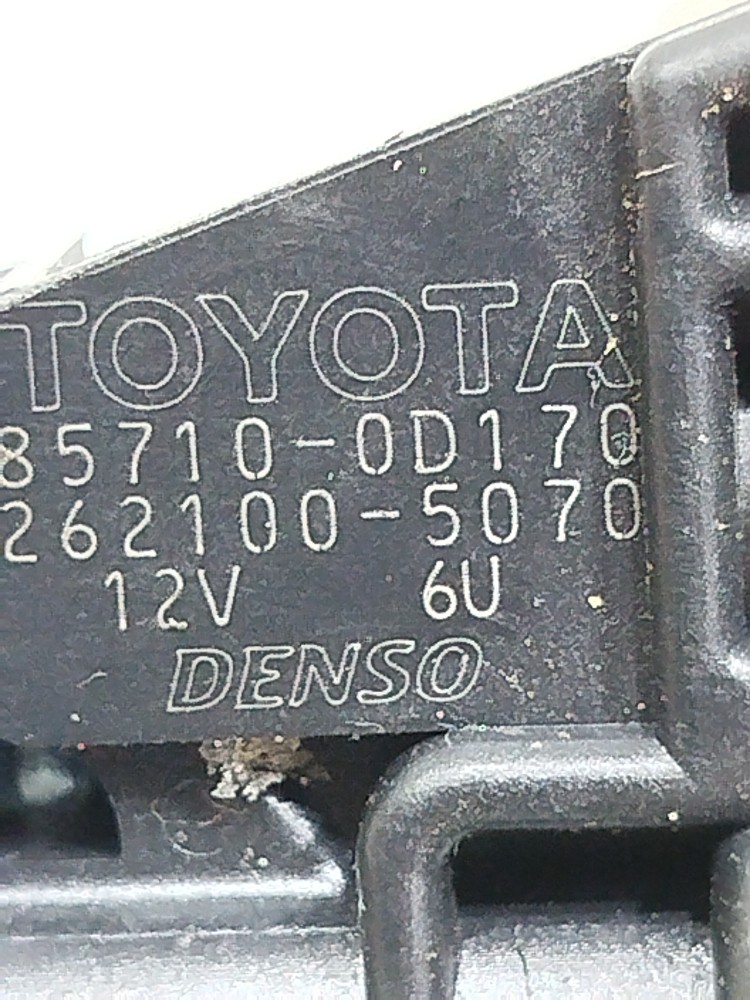 TOYOTA
85710-0D170
262100-5070
12V 6U
DENSO